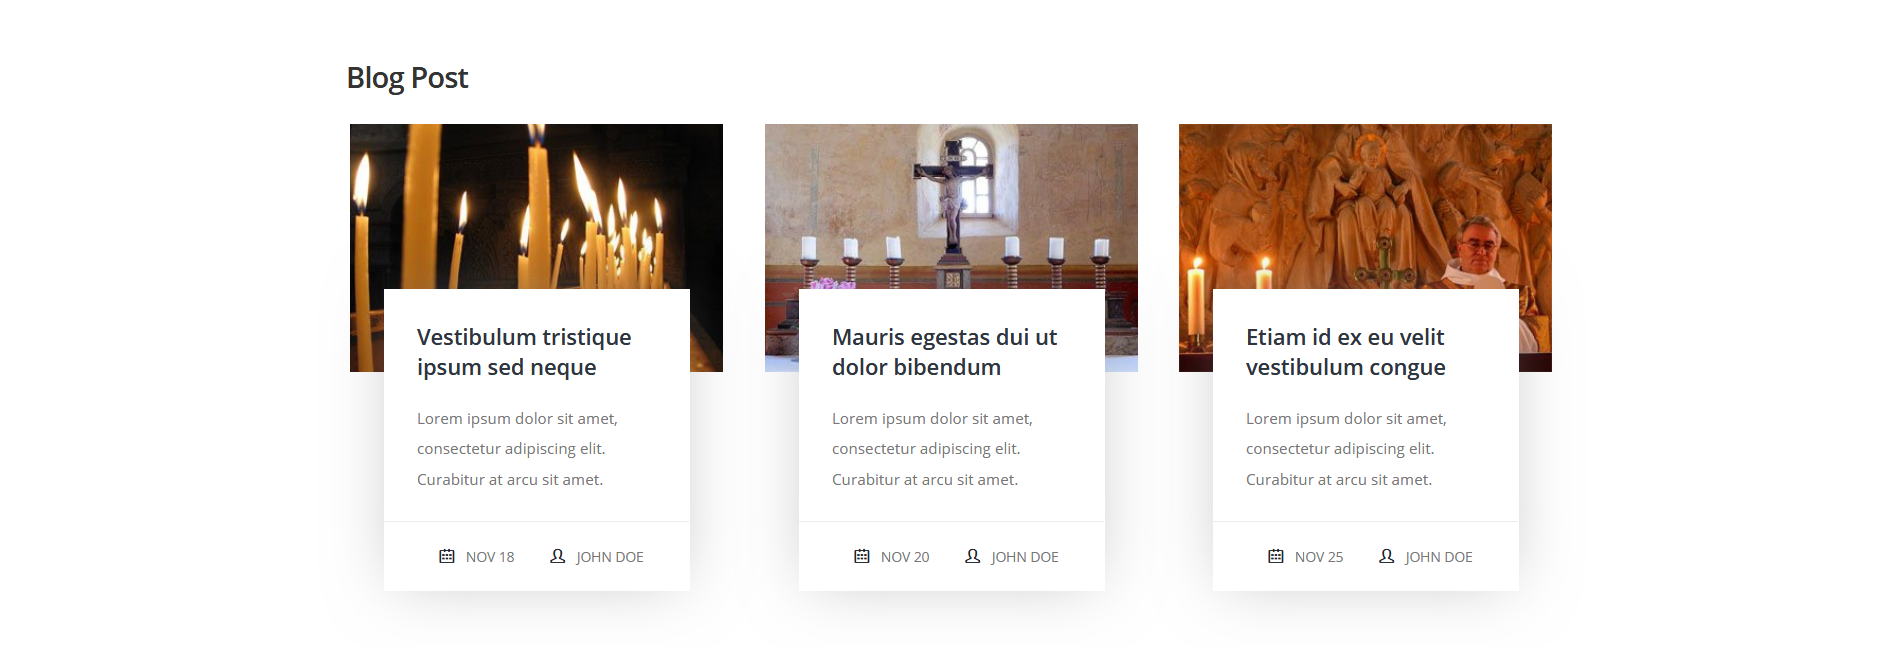 Blog Post
Vestibulum tristique
ipsum sed neque
Lorem ipsum dolor sit amet,
consectetur adipiscing elit.
Curabitur at arcu sit amet.
NOV 18 JOHN DOE
Mauris egestas dui ut
dolor bibendum
Lorem ipsum dolor sit amet,
consectetur adipiscing elit.
Curabitur at arcu sit amet.
NOV 20 JOHN DOE
Etiam id ex eu velit
vestibulum congue
Lorem ipsum dolor sit amet,
consectetur adipiscing elit.
Curabitur at arcu sit amet.
NOV 25 JOHN DOE